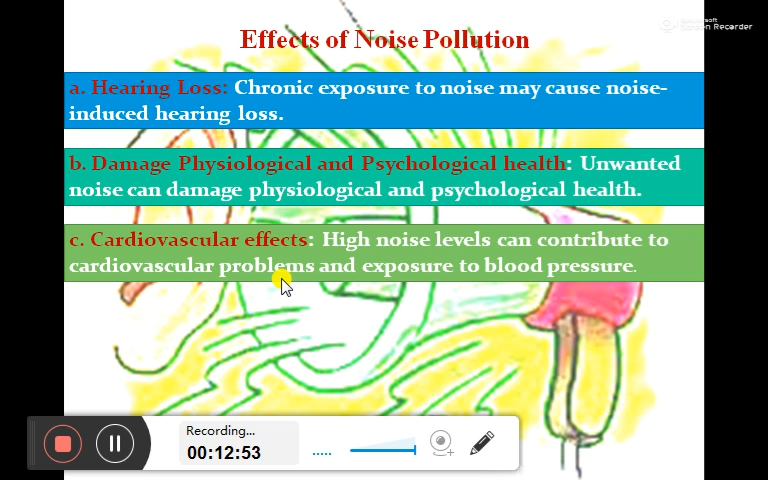 Effects of Noise Pollution
Screen Recorder
a. Hearing Loss: Chronic exposure to noise may cause noise-
induced hearing loss.
b. Damage Physiological and Psychological health: Unwanted
noise can damage physiological and psychological health.
c. Cardiovascular effects: High noise levels can contribute to
cardiovascular problems and exposure to blood pressure.
Recording...
00:12:53